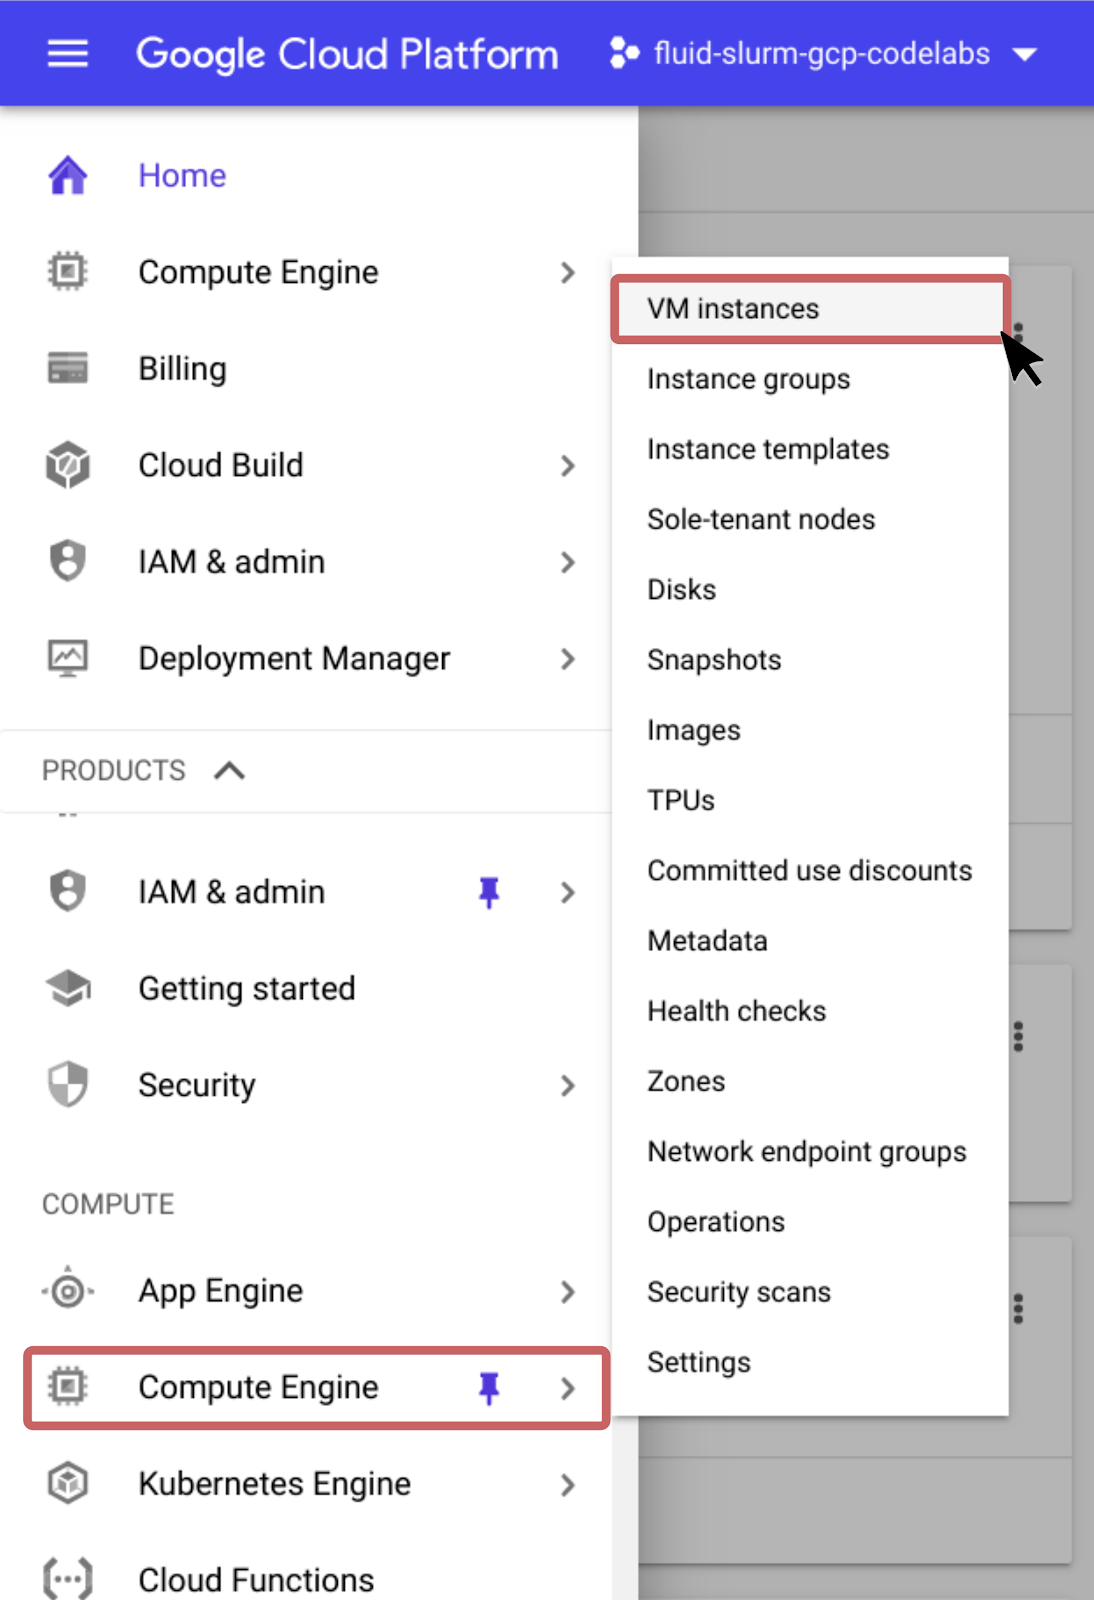 Google Cloud Platform
fluid-slurm-gcp-codelabs
Home
Compute Engine
Billing
Cloud Build
IAM & admin
Deployment Manager
PRODUCTS
IAM & admin
Getting started
Security
COMPUTE
App Engine
Compute Engine
Kubernetes Engine
Cloud Functions
VM instances
Instance groups
Instance templates
Sole-tenant nodes
Disks
Snapshots
Images
TPUs
Committed use discounts
Metadata
Health checks
Zones
Network endpoint groups
Operations
Security scans
Settings